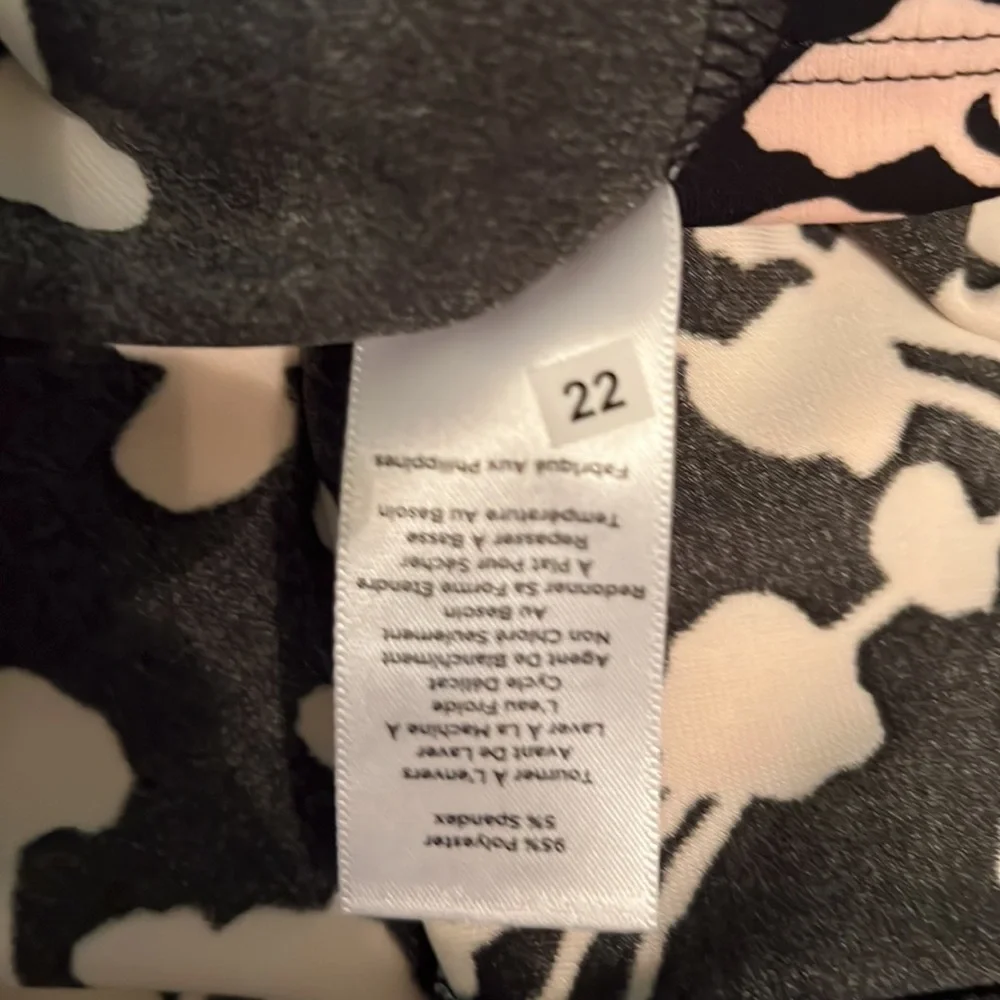 95% Polyester
5% Spandex
Tourner À L'envers
Avant De Laver
Laver À La Machine À
L'eau Froide
Cycle Délicat
Agent De Blanchiment
Non Chloré Seulement
Au Besoin
Redonner Sa Forme Étendre
À Plat Pour Sécher
Repasser À Basse
Température Au Besoin
Fabriqué Aux Philippines
22